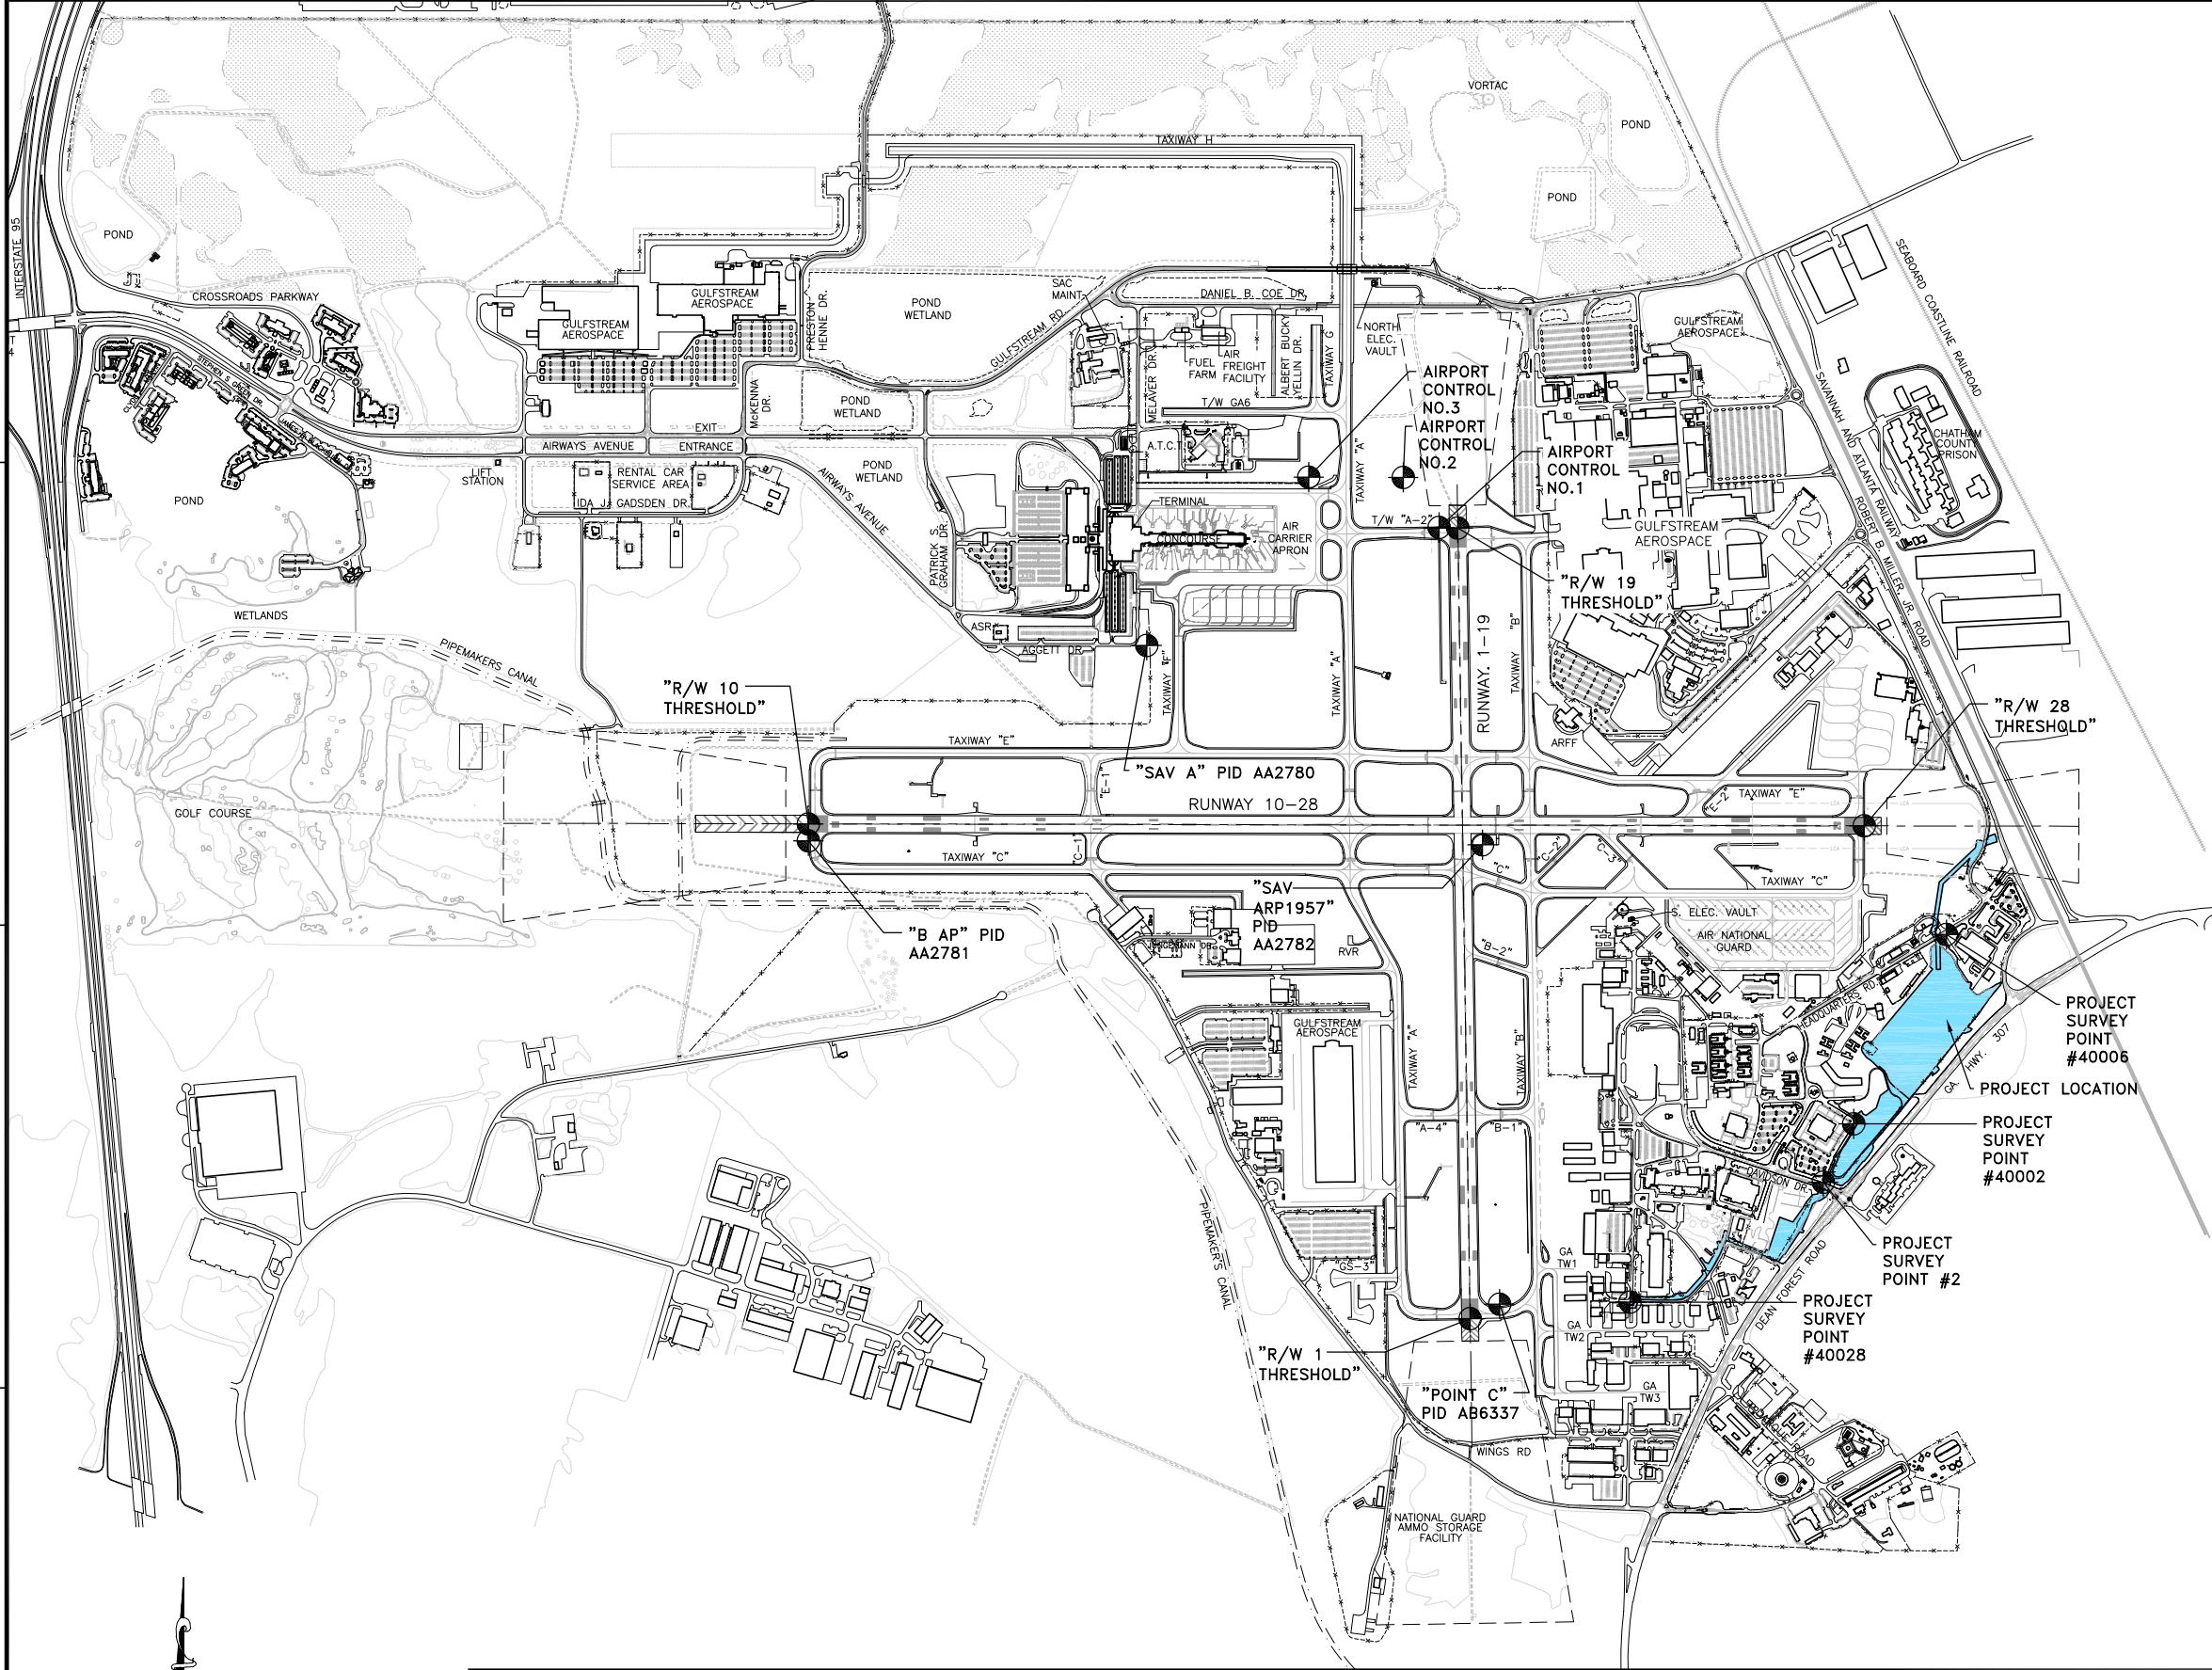 VORTAC
POND
TAXIWAY H
POND
POND
INTERSTATE 95
SEABOARD COASTLINE RAILROAD
CROSSROADS PARKWAY
GULFSTREAM
AEROSPACE
GULFSTREAM
AEROSPACE
PRESTON
HENNE DR.
POND
WETLAND
GULFSTREAM RD.
SAC
MAINT.
DANIEL B. COE DR.
MELAVER DR.
FUEL
FARM
AIR
FREIGHT
FACILITY
ALBERT BUCKY
YELLIN DR.
TAXIWAY G
NORTH
ELEC.
VAULT
GULFSTREAM
AEROSPACE
SAVANNAH AND ATLANTA RAILWAY
T
4
STEPHEN S. GREEN DR.
McKENNA
DR.
POND
WETLAND
T/W GA6
AIRPORT
CONTROL
NO.3
AIRPORT
CONTROL
NO.2
AIRPORT
CONTROL
NO.1
CHATHAM
COUNTY
PRISON
EXIT
AIRWAYS AVENUE
ENTRANCE
A.T.C.T.
TAXIWAY "A"
LIFT
STATION
RENTAL CAR
SERVICE AREA
IDA J. GADSDEN DR.
POND
AIRWAYS AVENUE
POND
WETLAND
PATRICK S.
GRAHAM DR.
TERMINAL
CONCOURSE
AIR
CARRIER
APRON
T/W "A-2"
GULFSTREAM
AEROSPACE
ROBERT B. MILLER, JR. ROAD
"R/W 19
THRESHOLD"
WETLANDS
PIPEMAKERS CANAL
ASR
AGGETT DR.
TAXIWAY "F"
TAXIWAY "A"
RUNWAY. 1-19
TAXIWAY "B"
"R/W 10
THRESHOLD"
"R/W 28
THRESHOLD"
ARFF
TAXIWAY "E"
"SAV A" PID AA2780
"E-1"
RUNWAY 10-28
"E-2"
TAXIWAY "E"
GOLF COURSE
TAXIWAY "C"
"C-1"
"C"
"C-2"
"C-3"
TAXIWAY "C"
"SAV
ARP1957"
PID
AA2782
"B AP" PID
AA2781
RVR
"B-2"
S. ELEC. VAULT
AIR NATIONAL
GUARD
HEADQUARTERS RD.
GULFSTREAM
AEROSPACE
TAXIWAY "A"
TAXIWAY "B"
GA. HWY. 307
PROJECT
SURVEY
POINT
#40006
PROJECT LOCATION
PROJECT
SURVEY
POINT
#40002
"A-4"
"B-1"
DAVIDSON DR.
PIPEMAKER'S CANAL
"GS-3"
GA
TW1
PROJECT
SURVEY
POINT #2
DEAN FOREST ROAD
PROJECT
SURVEY
POINT
#40028
GA
TW2
"R/W 1
THRESHOLD"
"POINT C"
PID AB6337
GA
TW3
WINGS RD
NATIONAL GUARD
AMMO STORAGE
FACILITY